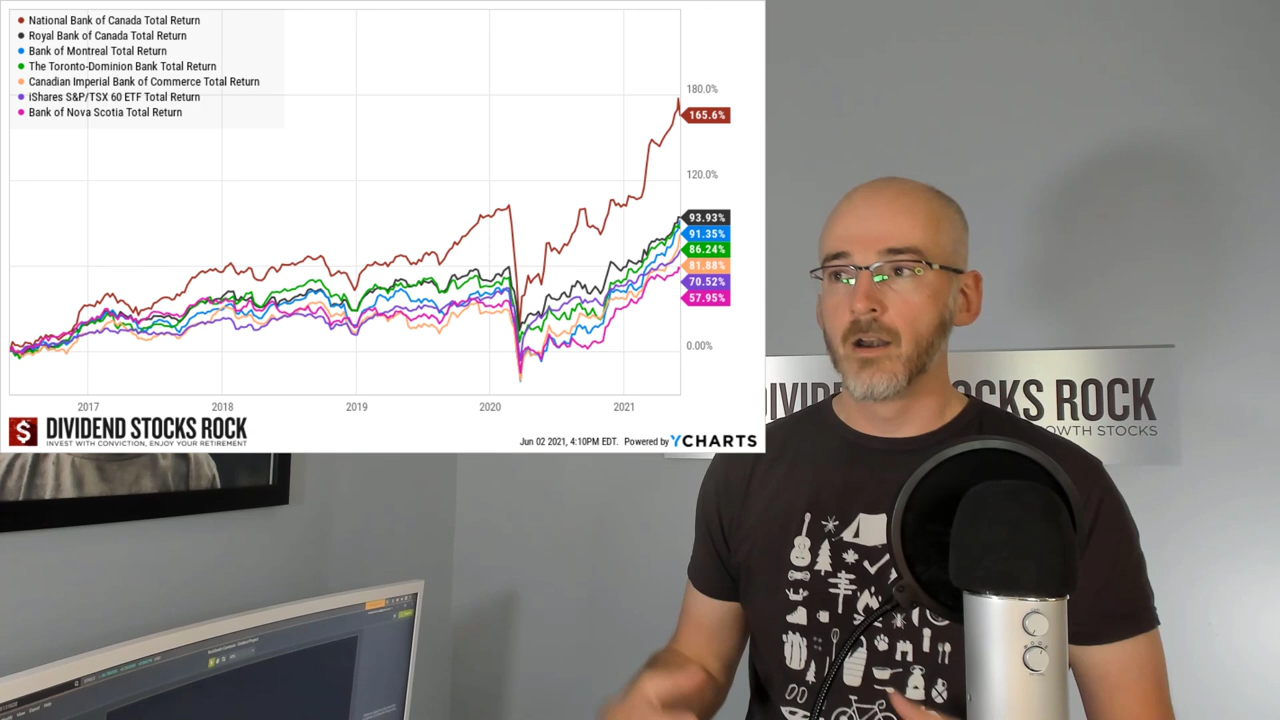 National Bank of Canada Total Return
Royal Bank of Canada Total Return
Bank of Montreal Total Return
The Toronto-Dominion Bank Total Return
Canadian Imperial Bank of Commerce Total Return
iShares S&P/TSX 60 ETF Total Return
Bank of Nova Scotia Total Return
180.0%
165.6%
120.0%
93.93%
91.35%
86.24%
81.88%
70.52%
57.95%
0.00%
2017 2018 2019 2020 2021
$ DIVIDEND STOCKS ROCK
INVEST WITH CONVICTION, ENJOY YOUR RETIREMENT
Jun 02 2021, 4:10PM EDT. Powered by YCHARTS
DIVID OCKS ROCK
OWTH STOCKS